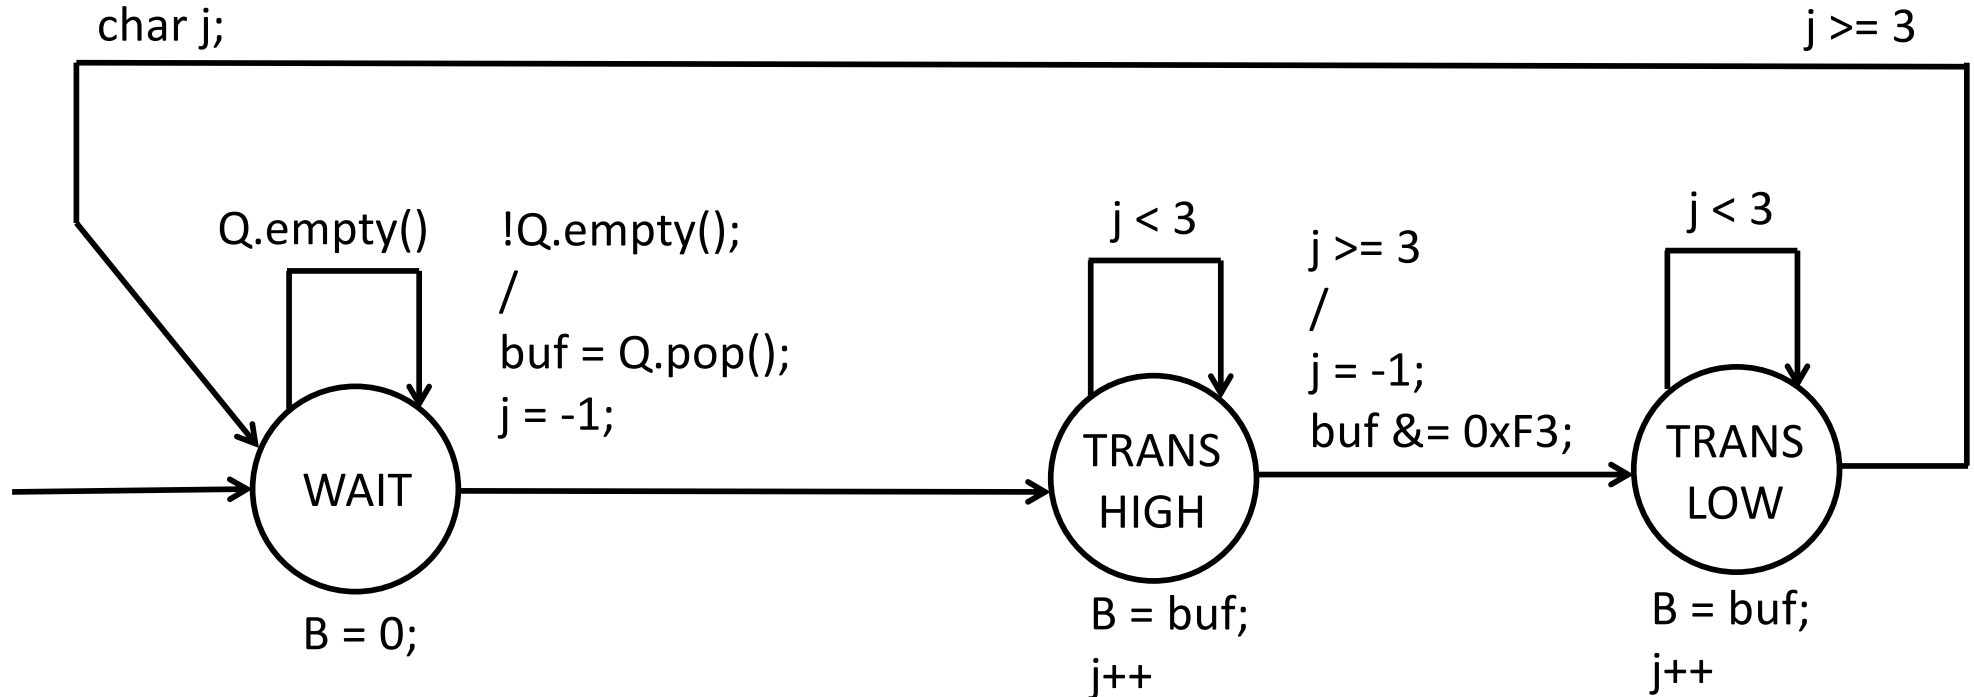 char j;
j >= 3
Q.empty()
!Q.empty();
/
buf = Q.pop();
j = -1;
j < 3
j >= 3
/
j = -1;
buf &= 0xF3;
j < 3
WAIT
B = 0;
TRANS
HIGH
B = buf;
j++
TRANS
LOW
B = buf;
j++